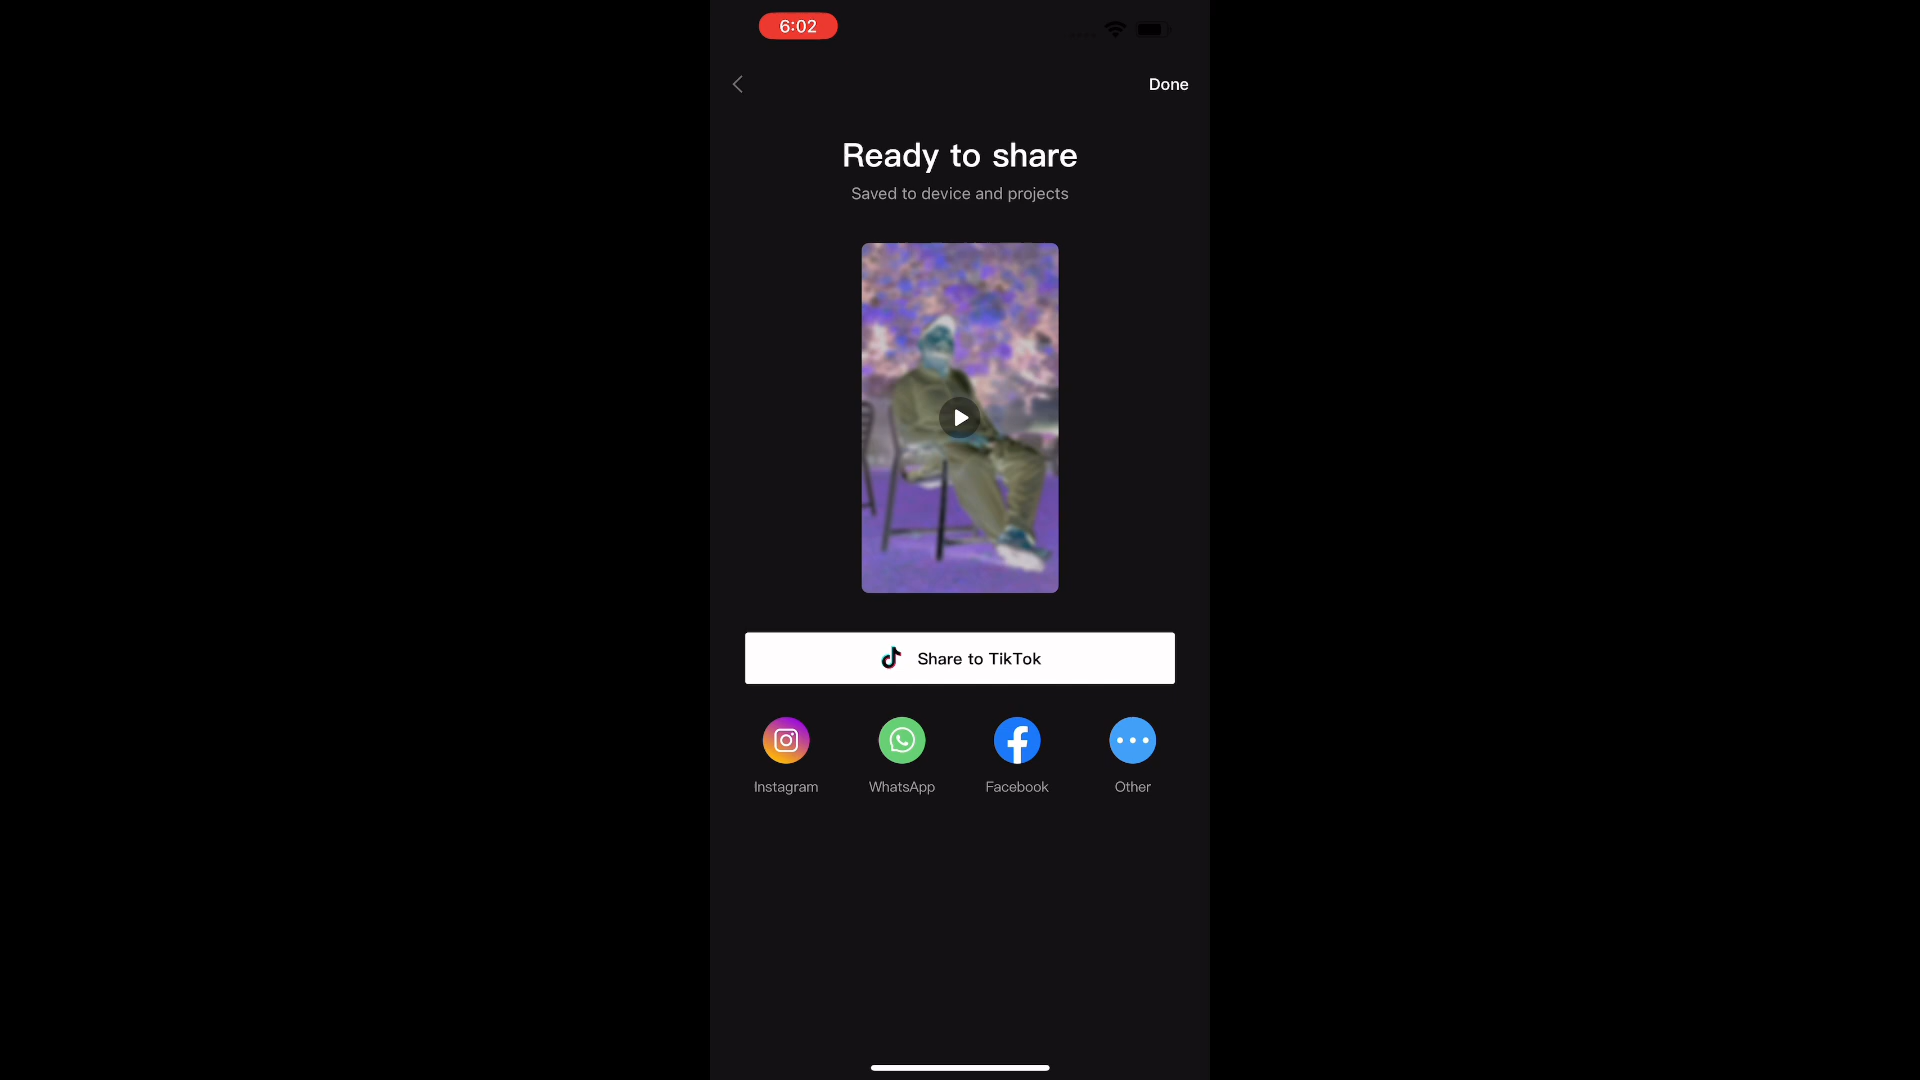 6:02
Done
Ready to share
Saved to device and projects
Share to TikTok
Instagram
WhatsApp
Facebook
Other